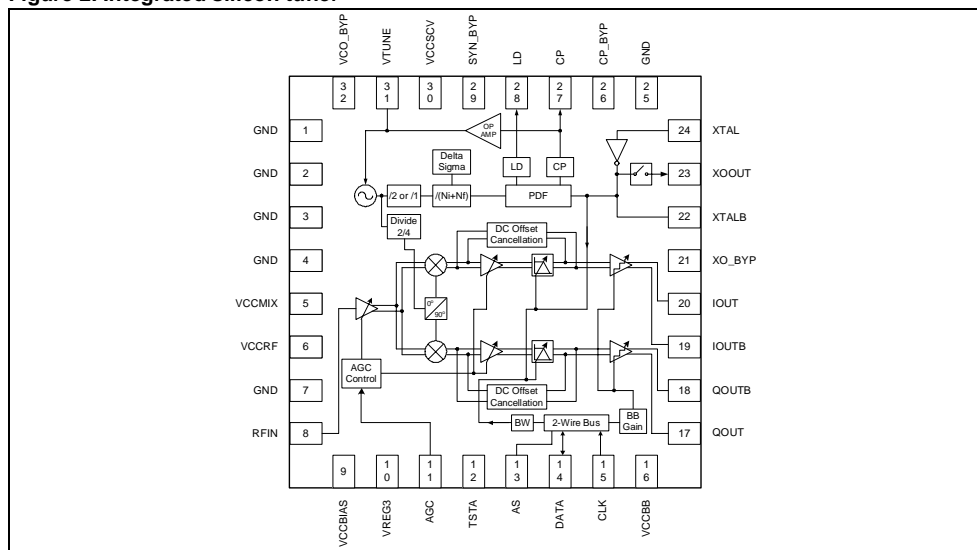 Figure 2. Integrated silicon tuner
VCO_BYP
VTUNE
VCCSCV
SYN_BYP
LD
CP
CP_BYP
GND
32
31
30
29
28
27
26
25
GND 1
GND 2
GND 3
GND 4
VCCMIX 5
VCCRF 6
GND 7
RFIN 8
24 XTAL
23 XOOUT
22 XTALB
21 XO_BYP
20 IOUT
19 IOUTB
18 QOUTB
17 QOUT
OP
AMP
Delta
Sigma
LD
CP
/2 or /1
/(Ni+Nf)
PDF
Divide
2/4
DC Offset
Cancellation
0°
90°
AGC
Control
DC Offset
Cancellation
BW
2-Wire Bus
BB
Gain
9
10
11
12
13
14
15
16
VCCBIAS
VREG3
AGC
TSTA
AS
DATA
CLK
VCCBB